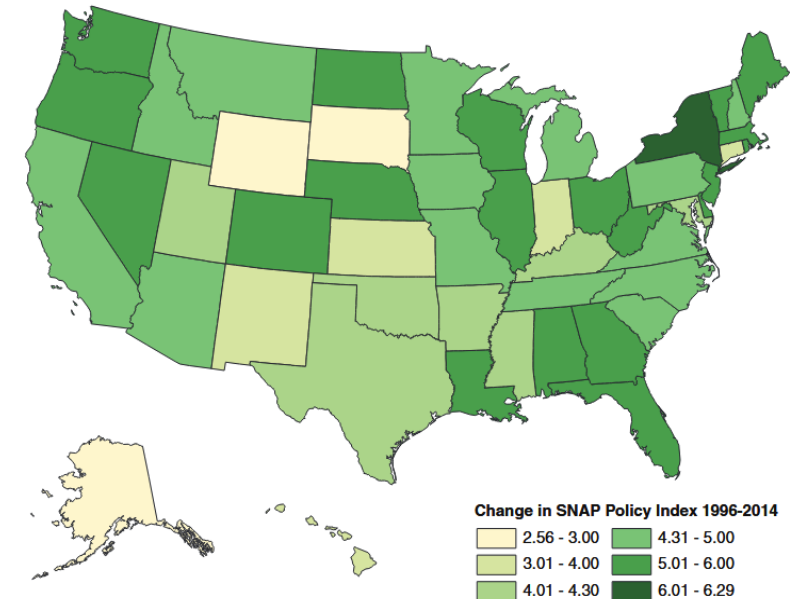 Change in SNAP Policy Index 1996-2014
2.56 - 3.00 4.31 - 5.00
3.01 - 4.00 5.01 - 6.00
4.01 - 4.30 6.01 - 6.29